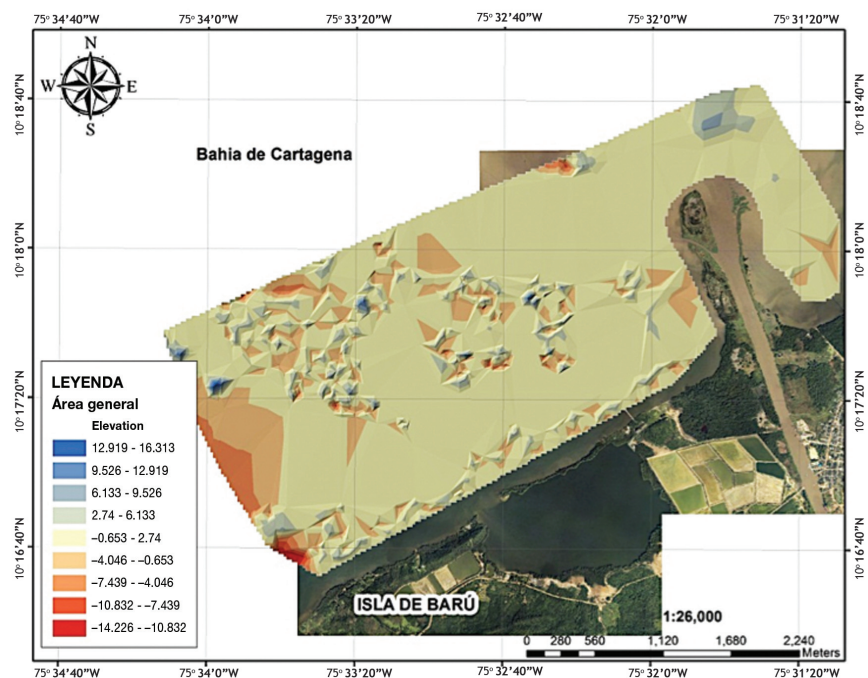 75° 34'40"W 75° 34'0"W 75° 33'20"W 75° 32'40"W 75° 32'0"W 75° 31'20"W
N
W E
S
10° 18'40"N 10° 18'40"N
Bahia de Cartagena
10° 18'0"N 10° 18'0"N
10° 17'20"N 10° 17'20"N
10° 16'40"N 10° 16'40"N
LEYENDA
Área general
Elevation
12.919 - 16.313
9.526 - 12.919
6.133 - 9.526
2.74 - 6.133
–0.653 - 2.74
–4.046 - –0.653
–7.439 - –4.046
–10.832 - –7.439
–14.226 - –10.832
ISLA DE BARÚ
1:26,000
0 280 560 1,120 1,680 2,240
Meters
75° 34'40"W 75° 34'0"W 75° 33'20"W 75° 32'40"W 75° 32'0"W 75° 31'20"W